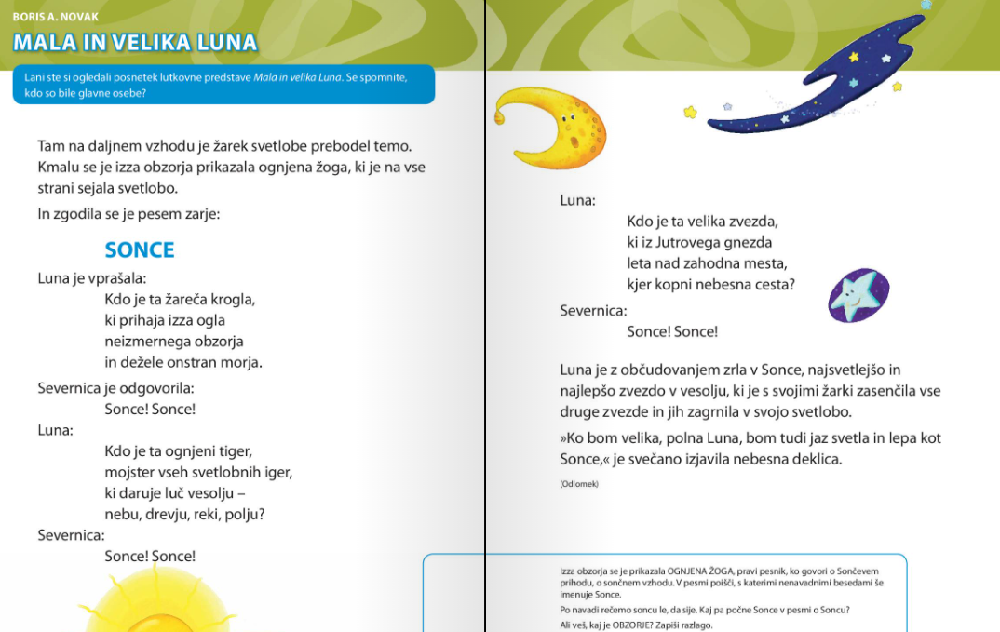 BORIS A. NOVAK
MALA IN VELIKA LUNA
Lani ste si ogledali posnetek lutkovne predstave Mala in velika Luna. Se spomnite,
kdo so bile glavne osebe?
Tam na daljnem vzhodu je žarek svetlobe prebodel temo.
Kmalu se je izza obzorja prikazala ognjena žoga, ki je na vse
strani sejala svetlobo.
In zgodila se je pesem zarje:
SONCE
Luna je vprašala:
Kdo je ta žareča krogla,
ki prihaja izza ogla
neizmernega obzorja
in dežele onstran morja.
Severnica je odgovorila:
Sonce! Sonce!
Luna:
Kdo je ta ognjeni tiger,
mojster vseh svetlobnih iger,
ki daruje luč vesolju –
nebu, drevju, reki, polju?
Severnica:
Sonce! Sonce!
Luna:
Kdo je ta velika zvezda,
ki iz Jutrovega gnezda
leta nad zahodna mesta,
kjer kopni nebesna cesta?
Severnica:
Sonce! Sonce!
Luna je z občudovanjem zrla v Sonce, najsvetlejšo in
najlepšo zvezdo v vesolju, ki je s svojimi žarki zasenčila vse
druge zvezde in jih zagrnila v svojo svetlobo.
»Ko bom velika, polna Luna, bom tudi jaz svetla in lepa kot
Sonce,« je svečano izjavila nebesna deklica.
(Odlomek)
Izza obzorja se je prikazala OGNJENA ŽOGA, pravi pesnik, ko govori o Sončevem
prihodu, o sončnem vzhodu. V pesmi poišči, s katerimi nenavadnimi besedami še
imenuje Sonce.
Po navadi rečemo soncu le, da sije. Kaj pa počne Sonce v pesmi o Soncu?
Ali veš, kaj je OBZORJE? Zapiši razlago.